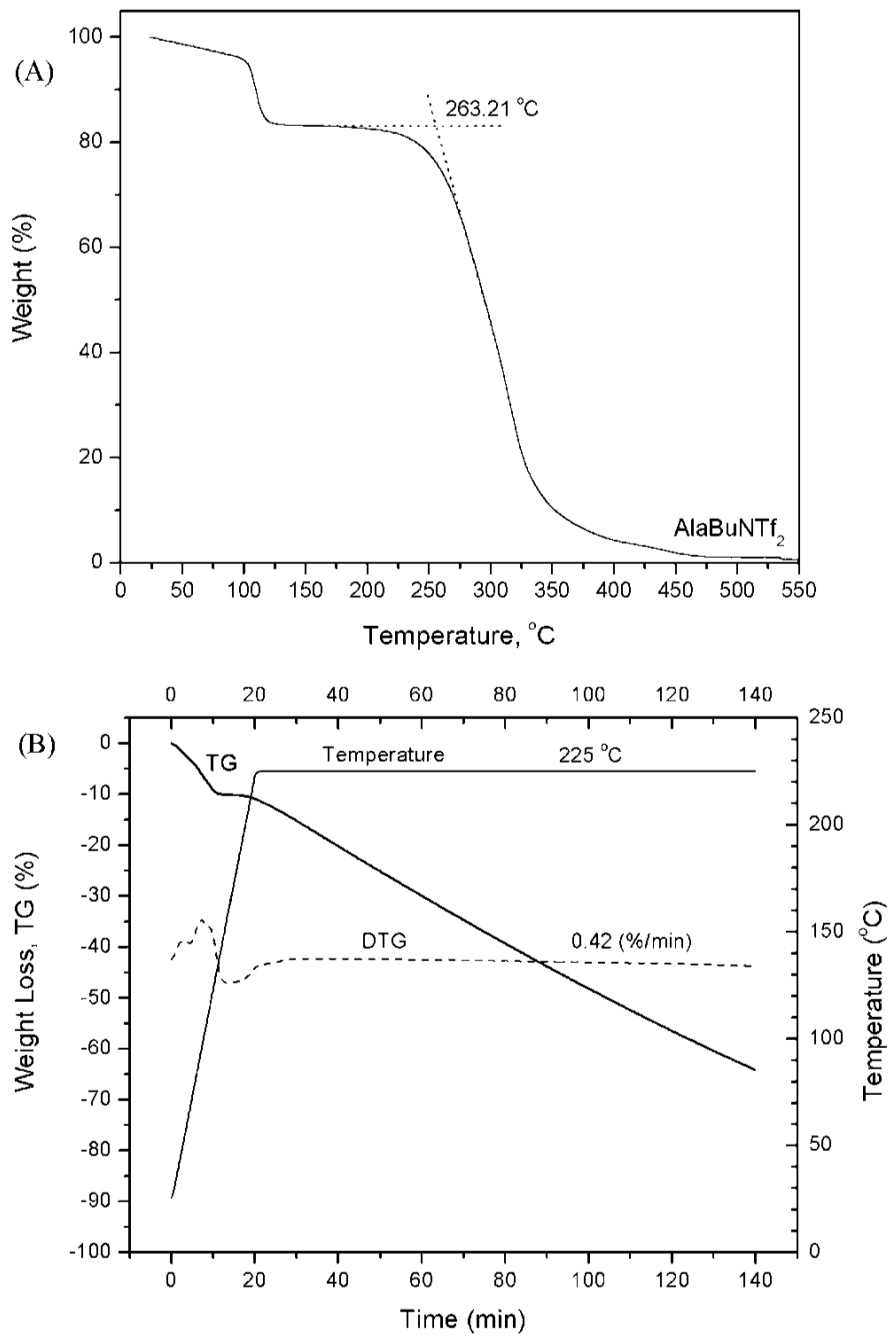 (A)
100
80
60
40
20
0
Weight (%)
263.21 °C
AlaBuNTf₂
0 50 100 150 200 250 300 350 400 450 500 550
Temperature, °C
(B)
0 20 40 60 80 100 120 140
0
-10
-20
-30
-40
-50
-60
-70
-80
-90
-100
Weight Loss, TG (%)
TG
Temperature 225 °C
DTG 0.42 (%/min)
250
200
150
100
50
0
Temperature (°C)
0 20 40 60 80 100 120 140
Time (min)